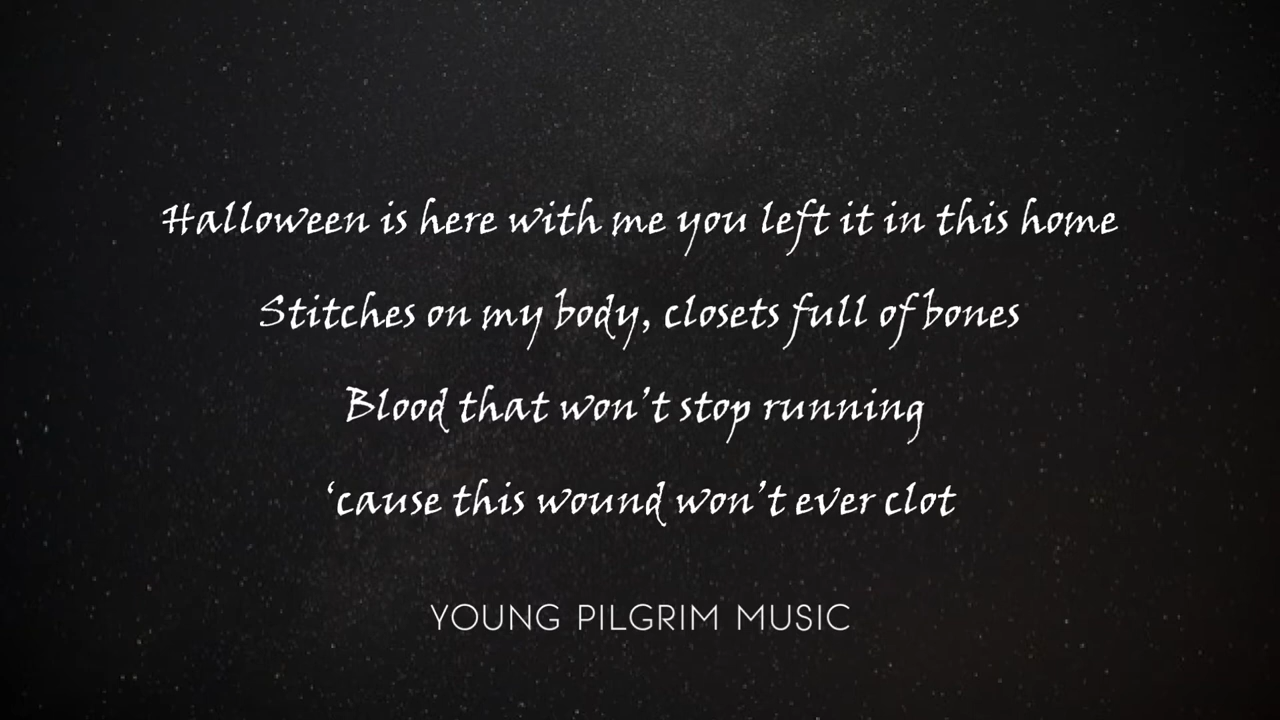 Halloween is here with me you left it in this home
Stitches on my body, closets full of bones
Blood that won’t stop running
‘cause this wound won’t ever clot
YOUNG PILGRIM MUSIC